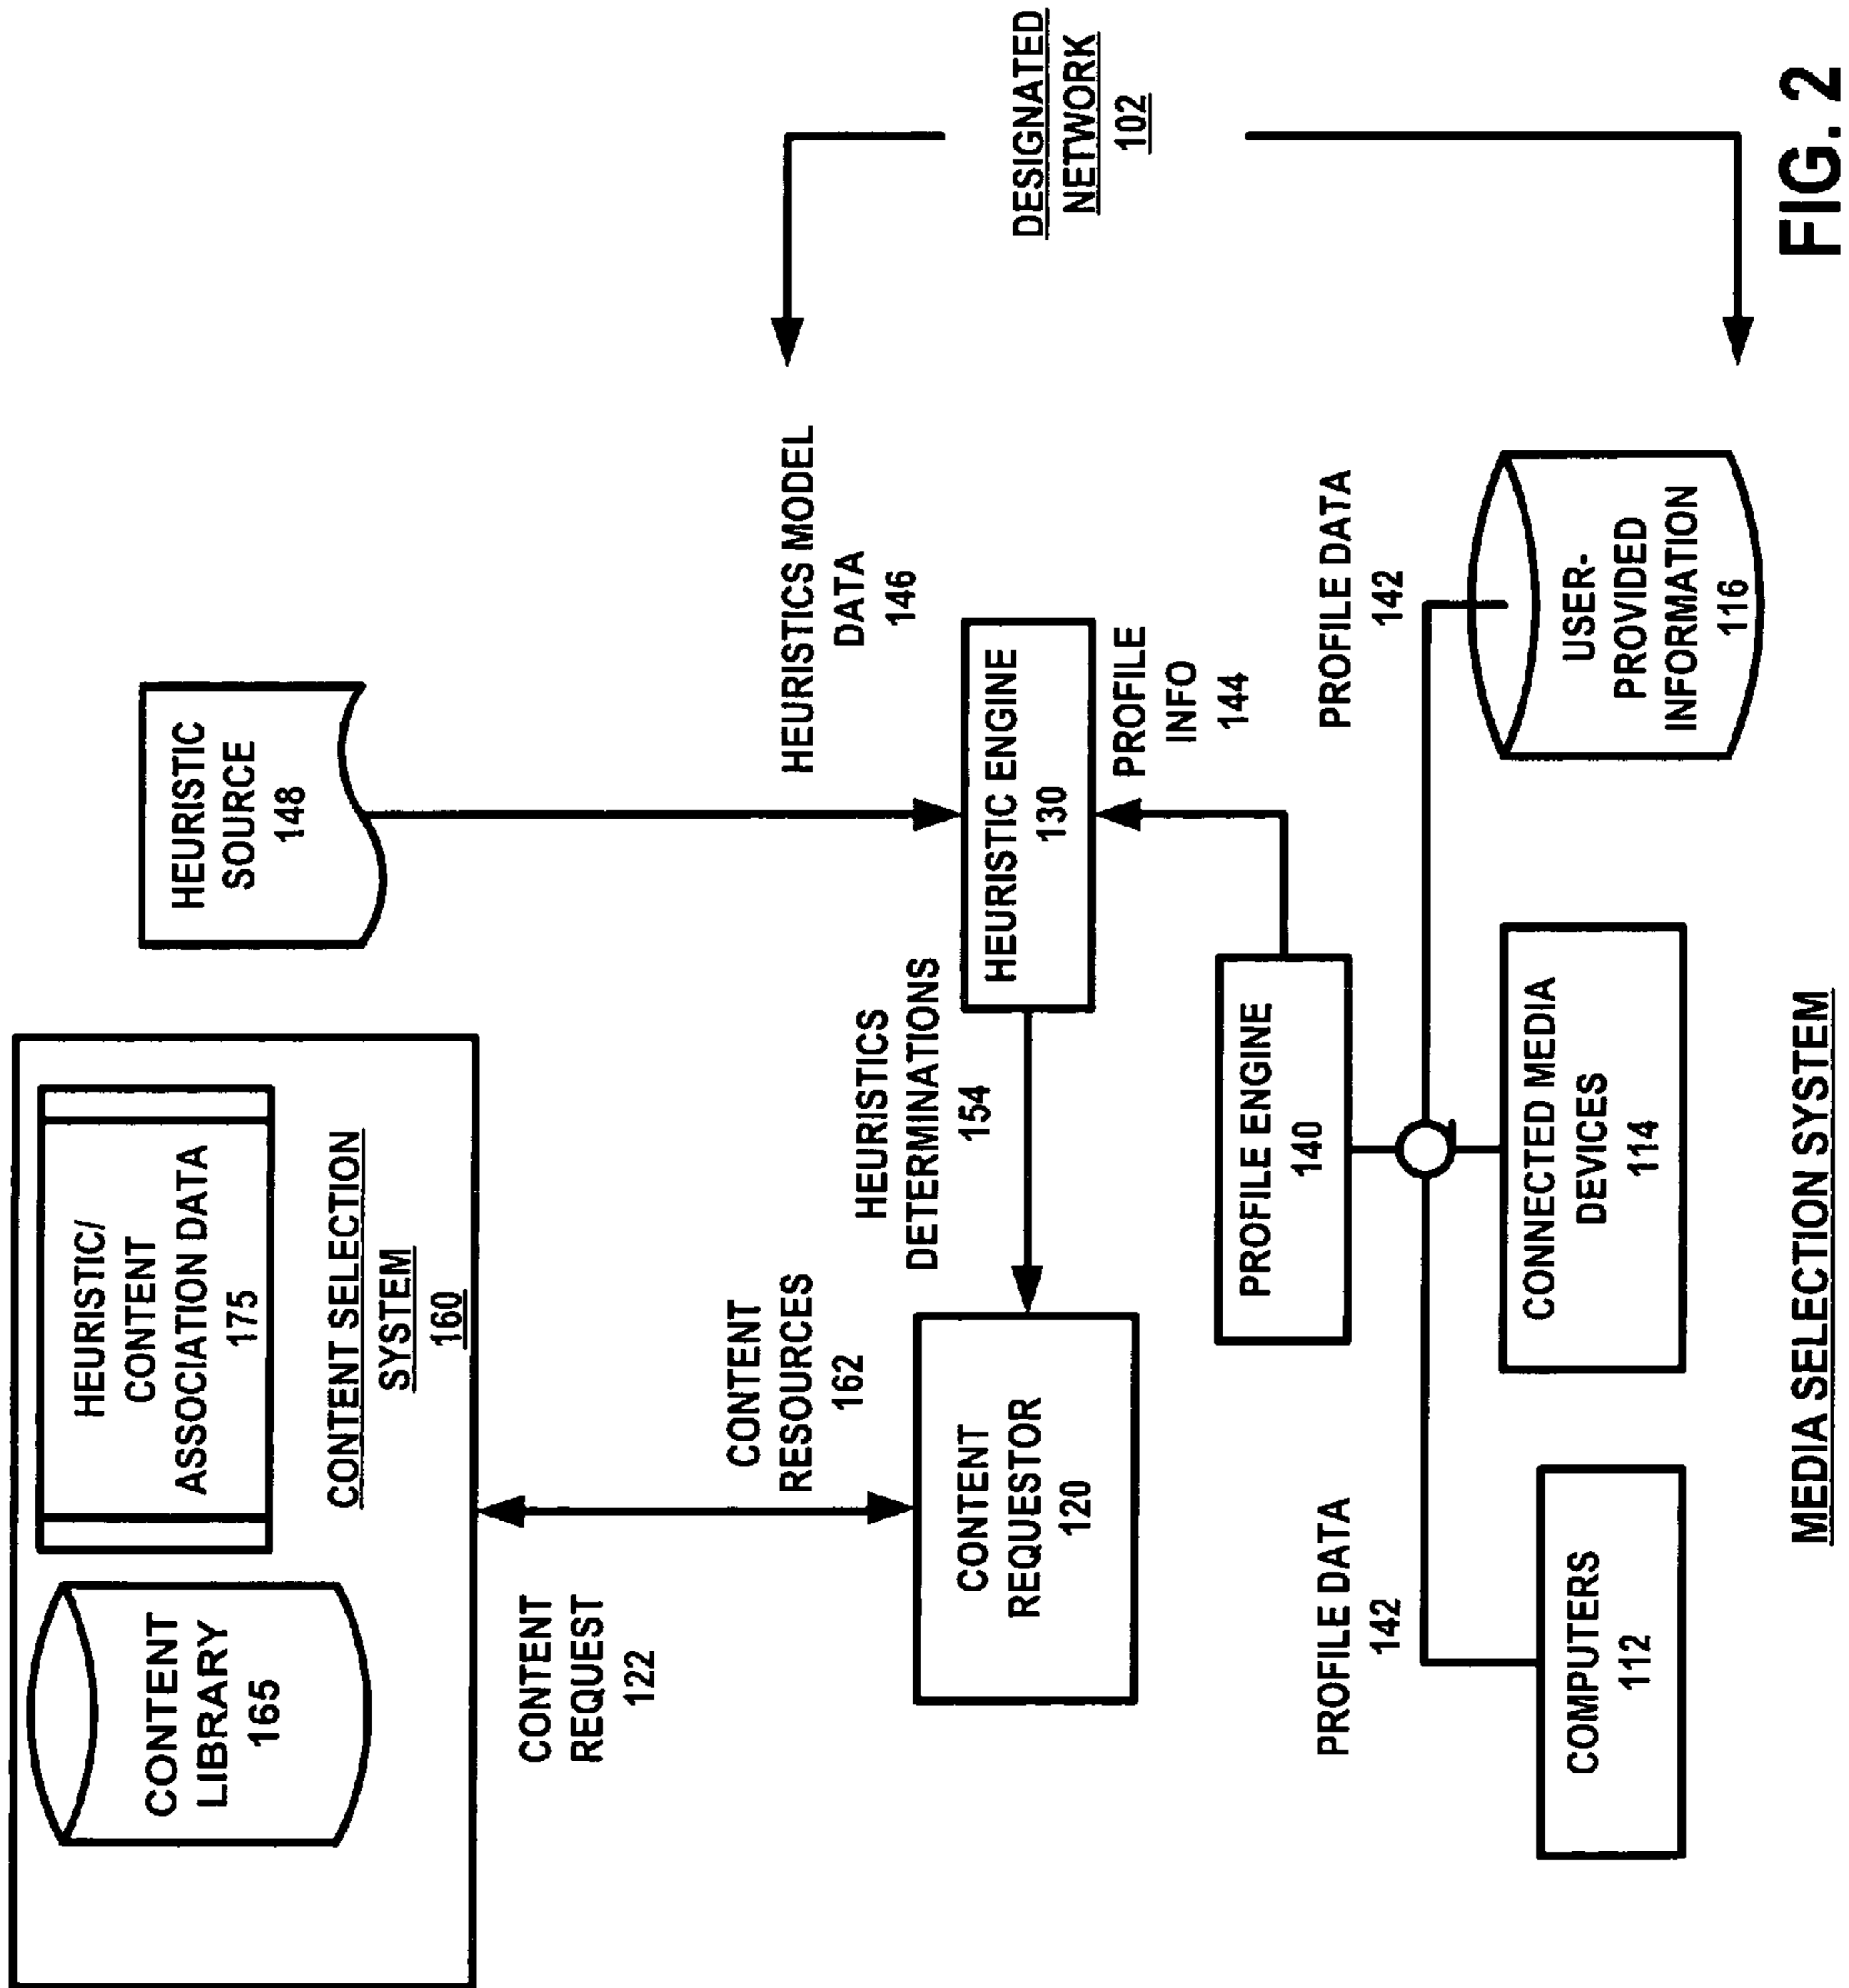 CONTENT
LIBRARY
165
HEURISTIC/
CONTENT
ASSOCIATION DATA
175
CONTENT SELECTION
SYSTEM
160
HEURISTIC
SOURCE
148
CONTENT
REQUEST
122
CONTENT
RESOURCES
162
HEURISTICS MODEL
DATA
146
CONTENT
REQUESTOR
120
HEURISTICS
DETERMINATIONS
154
HEURISTIC ENGINE
130
DESIGNATED
NETWORK
102
PROFILE
INFO
144
PROFILE ENGINE
140
PROFILE DATA
142
PROFILE DATA
142
COMPUTERS
112
CONNECTED MEDIA
DEVICES
114
USER-
PROVIDED
INFORMATION
116
MEDIA SELECTION SYSTEM
FIG. 2